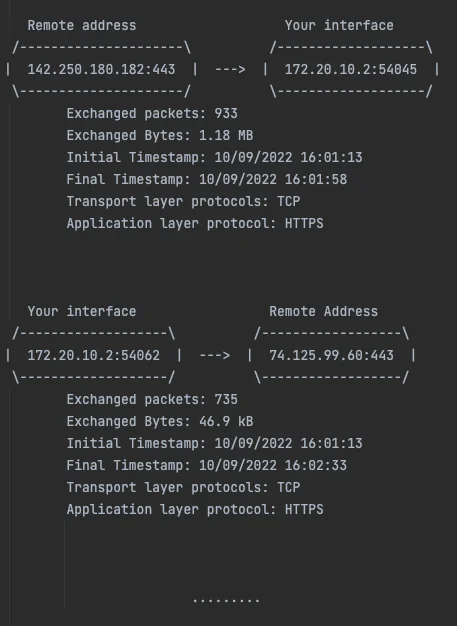 Remote address Your interface
/---------------------\ /-------------------\
| 142.250.180.182:443 | ---> | 172.20.10.2:54045 |
\---------------------/ \-------------------/
Exchanged packets: 933
Exchanged Bytes: 1.18 MB
Initial Timestamp: 10/09/2022 16:01:13
Final Timestamp: 10/09/2022 16:01:58
Transport layer protocols: TCP
Application layer protocol: HTTPS
Your interface Remote Address
/-------------------\ /------------------\
| 172.20.10.2:54062 | ---> | 74.125.99.60:443 |
\-------------------/ \------------------/
Exchanged packets: 735
Exchanged Bytes: 46.9 kB
Initial Timestamp: 10/09/2022 16:01:13
Final Timestamp: 10/09/2022 16:02:33
Transport layer protocols: TCP
Application layer protocol: HTTPS
.........